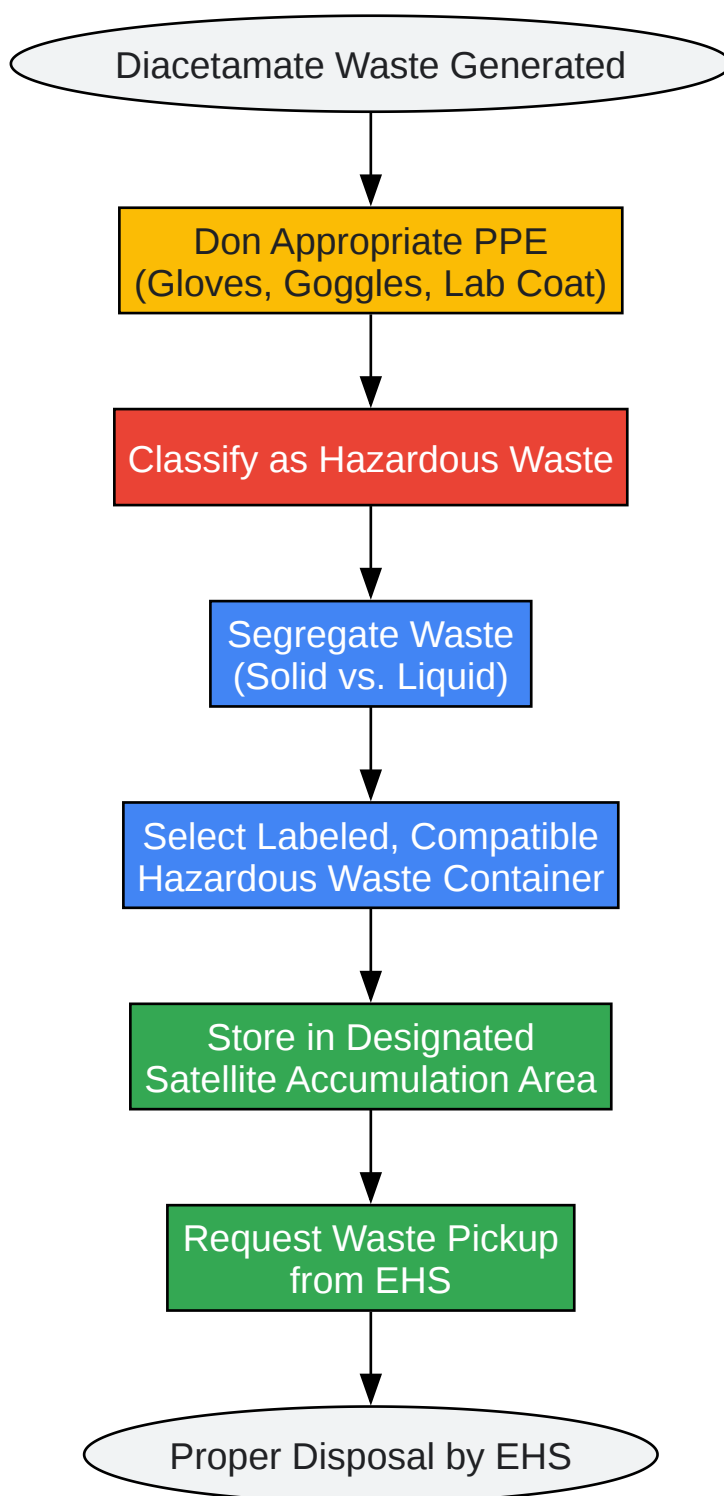 Diacetamate Waste Generated
Don Appropriate PPE
(Gloves, Goggles, Lab Coat)
Classify as Hazardous Waste
Segregate Waste
(Solid vs. Liquid)
Select Labeled, Compatible
Hazardous Waste Container
Store in Designated
Satellite Accumulation Area
Request Waste Pickup
from EHS
Proper Disposal by EHS